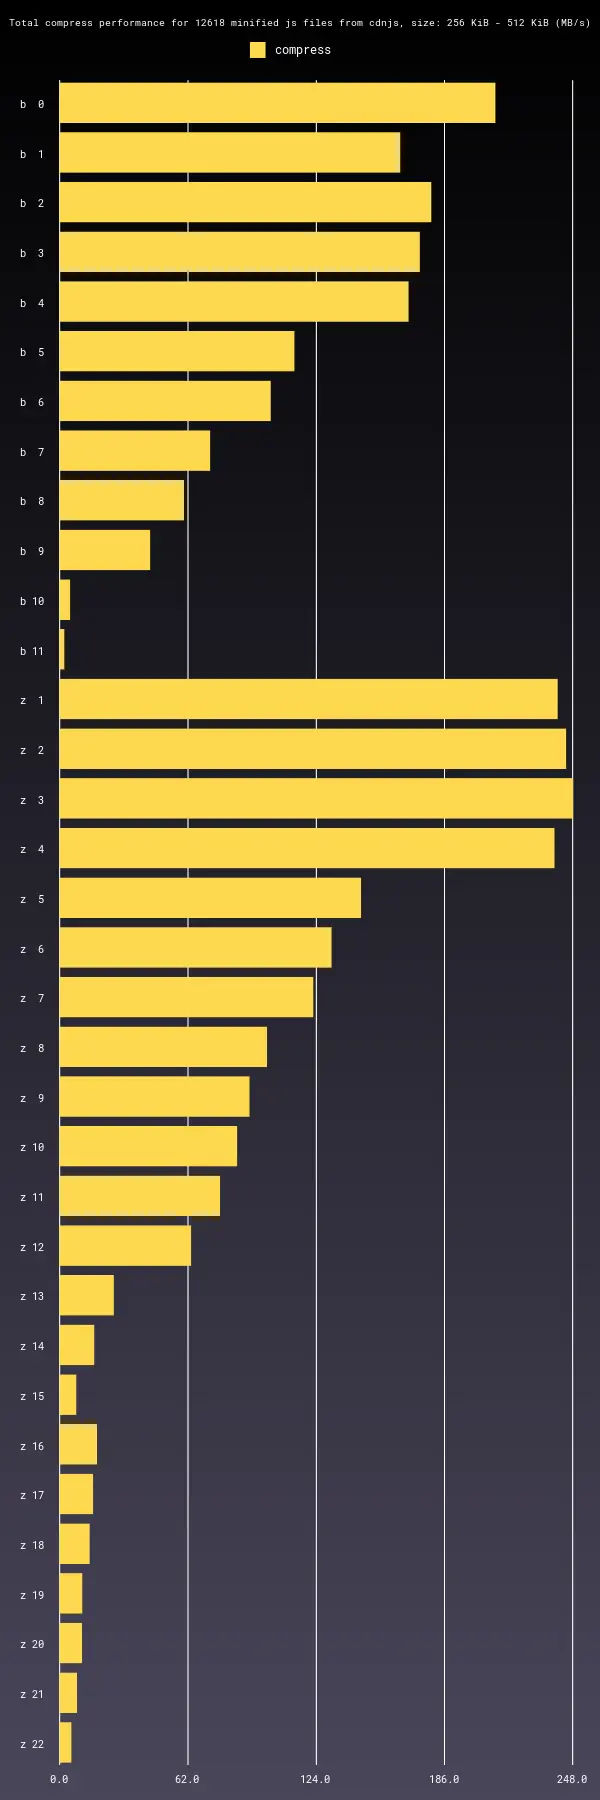 Total compress performance for 12618 minified js files from cdnjs, size: 256 KiB - 512 KiB (MB/s)
compress
b  0
b  1
b  2
b  3
b  4
b  5
b  6
b  7
b  8
b  9
b 10
b 11
z  1
z  2
z  3
z  4
z  5
z  6
z  7
z  8
z  9
z 10
z 11
z 12
z 13
z 14
z 15
z 16
z 17
z 18
z 19
z 20
z 21
z 22
0.0 62.0 124.0 186.0 248.0